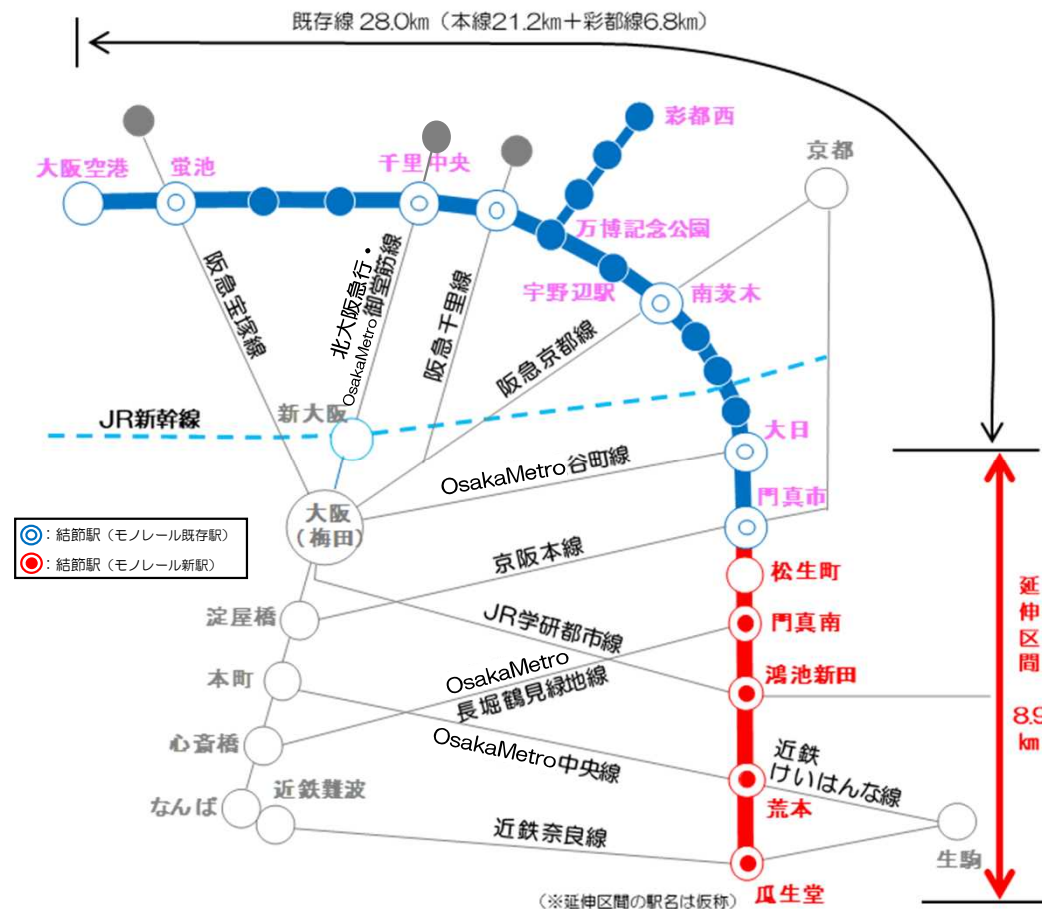 既存線 28.0km（本線21.2km＋彩都線6.8km）
彩都西
京都
大阪空港
蛍池
千里中央
万博記念公園
宇野辺駅
南茨木
阪急宝塚線
北大阪急行・
OsakaMetro御堂筋線
阪急千里線
阪急京都線
JR新幹線
新大阪
大日
OsakaMetro谷町線
門真市
大阪
（梅田）
◎：結節駅（モノレール既存駅）
◉：結節駅（モノレール新駅）
京阪本線
松生町
淀屋橋
JR学研都市線
門真南
延伸区間
8.9
km
OsakaMetro
長堀鶴見緑地線
鴻池新田
本町
心斎橋
OsakaMetro中央線
近鉄
けいはんな線
荒本
なんば
近鉄難波
近鉄奈良線
生駒
瓜生堂
（※延伸区間の駅名は仮称）